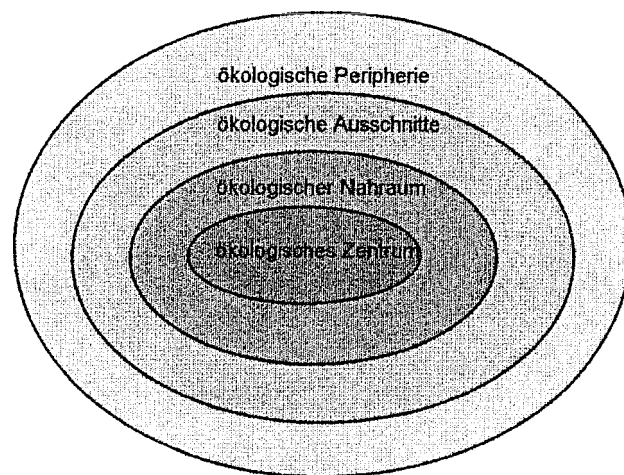 ökologische Peripherie
ökologische Ausschnitte
ökologischer Nahraum
ökologisches Zentrum